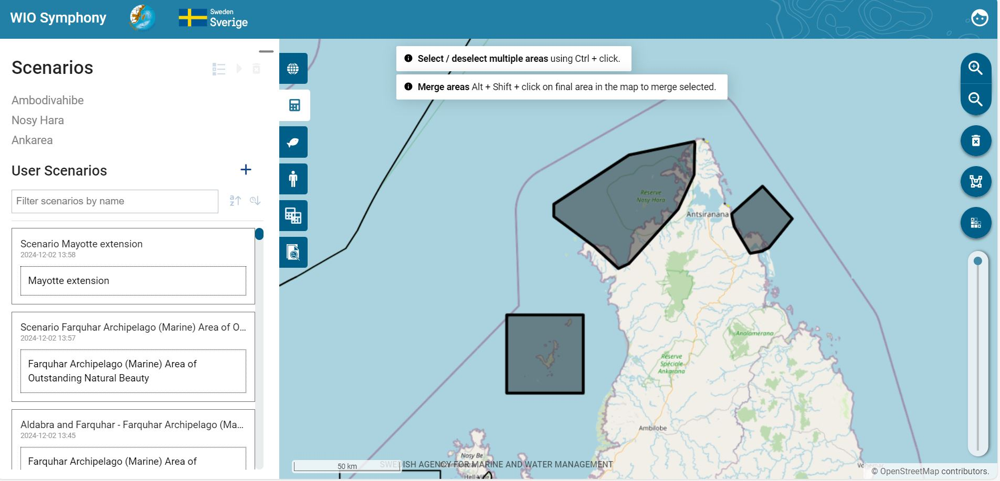 WIO Symphony
Sweden
Sverige
Scenarios
Ambodivahibe
Nosy Hara
Ankarea
User Scenarios
Filter scenarios by name
a
z
Scenario Mayotte extension
2024-12-02 13:58
Mayotte extension
Scenario Farquhar Archipelago (Marine) Area of O...
2024-12-02 13:57
Farquhar Archipelago (Marine) Area of
Outstanding Natural Beauty
Aldabra and Farquhar - Farquhar Archipelago (Ma...
2024-12-02 13:45
Farquhar Archipelago (Marine) Area of
Select / deselect multiple areas using Ctrl + click.
Merge areas Alt + Shift + click on final area in the map to merge selected.
Réserve
Nosy Hara
Antsiranana
Analamerana
Réserve
Spéciale
Ankarana
Ambilobe
Nosy Be
Hell-Ville
50 km
SWEDISH AGENCY FOR MARINE AND WATER MANAGEMENT
Vohemar
© OpenStreetMap contributors.